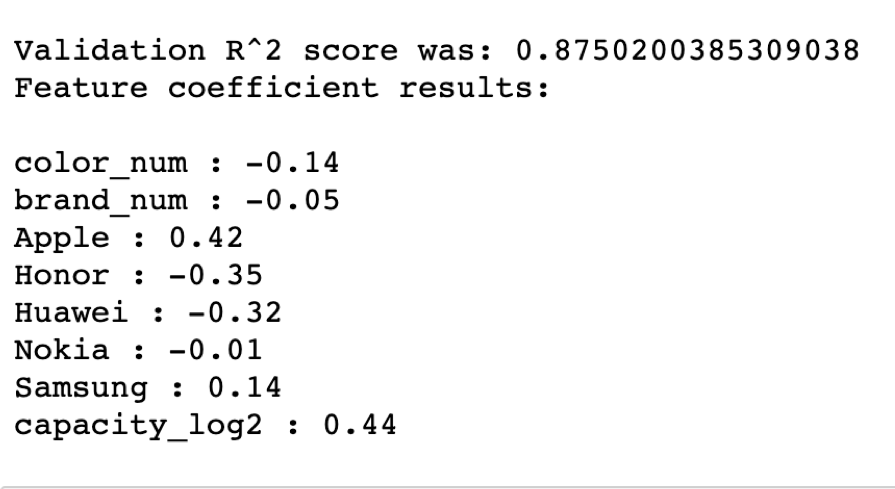 Validation R^2 score was: 0.8750200385309038
Feature coefficient results:
color_num : -0.14
brand_num : -0.05
Apple : 0.42
Honor : -0.35
Huawei : -0.32
Nokia : -0.01
Samsung : 0.14
capacity_log2 : 0.44